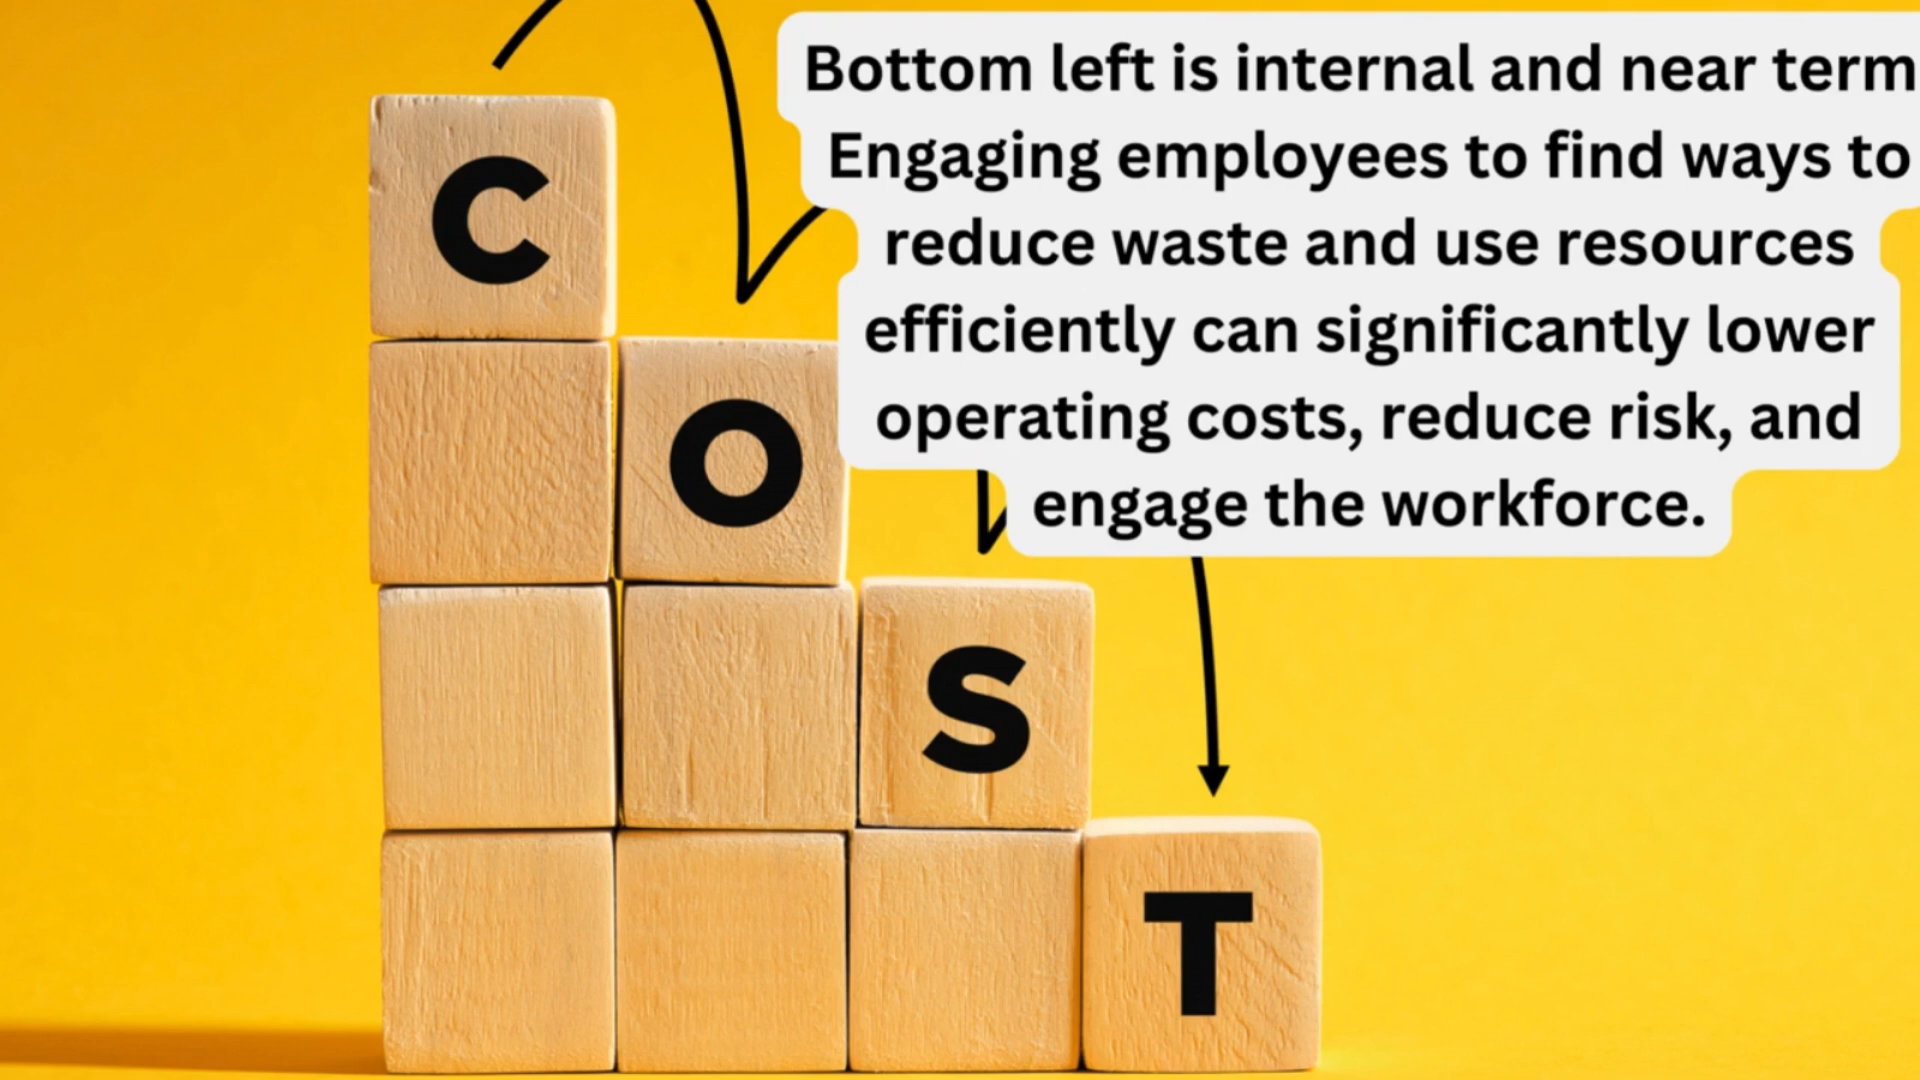 Bottom left is internal and near term
Engaging employees to find ways to
reduce waste and use resources
efficiently can significantly lower
operating costs, reduce risk, and
engage the workforce.
C
O
S
T